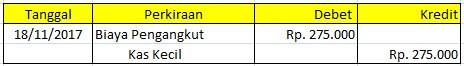 Tanggal Perkiraan Debet Kredit
18/11/2017 Biaya Pengangkut Rp. 275.000
Kas Kecil Rp. 275.000